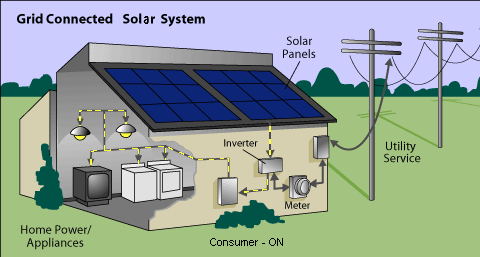 Grid Connected Solar System
Solar
Panels
Inverter
Utility
Service
Meter
Home Power/
Appliances
Consumer - ON